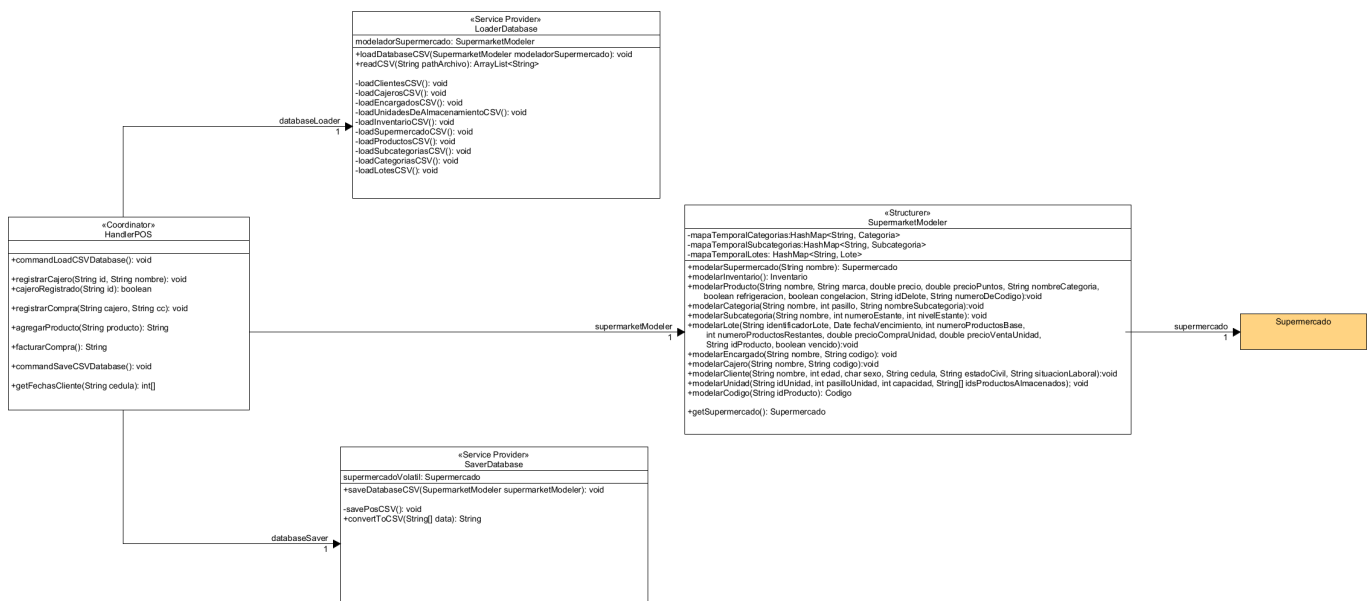 «Service Provider»
LoaderDatabase
modeladorSupermercado: SupermarketModeler
+loadDatabaseCSV(SupermarketModeler modeladorSupermercado): void
+readCSV(String pathArchivo): ArrayList<String>
-loadClientesCSV(): void
-loadCajerosCSV(): void
-loadEncargadosCSV(): void
-loadUnidadesDeAlmacenamientoCSV(): void
-loadInventarioCSV(): void
-loadSupermercadoCSV(): void
-loadProductosCSV(): void
-loadSubcategoriasCSV(): void
-loadCategoriasCSV(): void
-loadLotesCSV(): void
databaseLoader
1
«Coordinator»
HandlerPOS
+commandLoadCSVDatabase(): void
+registrarCajero(String id, String nombre): void
+cajeroRegistrado(String id): boolean
+registrarCompra(String cajero, String cc): void
+agregarProducto(String producto): String
+facturarCompra(): String
+commandSaveCSVDatabase(): void
+getFechasCliente(String cedula): int[]
supermarketModeler
1
«Structurer»
SupermarketModeler
-mapaTemporalCategorias:HashMap<String, Categoria>
-mapaTemporalSubcategorias:HashMap<String, Subcategoria>
-mapaTemporalLotes: HashMap<String, Lote>
+modelarSupermercado(String nombre): Supermercado
+modelarInventario(): Inventario
+modelarProducto(String nombre, String marca, double precio, double precioPuntos, String nombreCategoria,
boolean refrigeracion, boolean congelacion, String idDelote, String numeroDeCodigo):void
+modelarCategoria(String nombre, int pasillo, String nombreSubcategoria):void
+modelarSubcategoria(String nombre, int numeroEstante, int nivelEstante): void
+modelarLote(String identificadorLote, Date fechaVencimiento, int numeroProductosBase,
int numeroProductosRestantes, double precioCompraUnidad, double precioVentaUnidad,
String idProducto, boolean vencido):void
+modelarEncargado(String nombre, String codigo): void
+modelarCajero(String nombre, String codigo):void
+modelarCliente(String nombre, int edad, char sexo, String cedula, String estadoCivil, String situacionLaboral):void
+modelarUnidad(String idUnidad, int pasilloUnidad, int capacidad, String[] idsProductosAlmacenados); void
+modelarCodigo(String idProducto): Codigo
+getSupermercado(): Supermercado
supermercado
1
Supermercado
«Service Provider»
SaverDatabase
supermercadoVolatil: Supermercado
+saveDatabaseCSV(SupermarketModeler supermarketModeler): void
-savePosCSV(): void
+convertToCSV(String[] data): String
databaseSaver
1